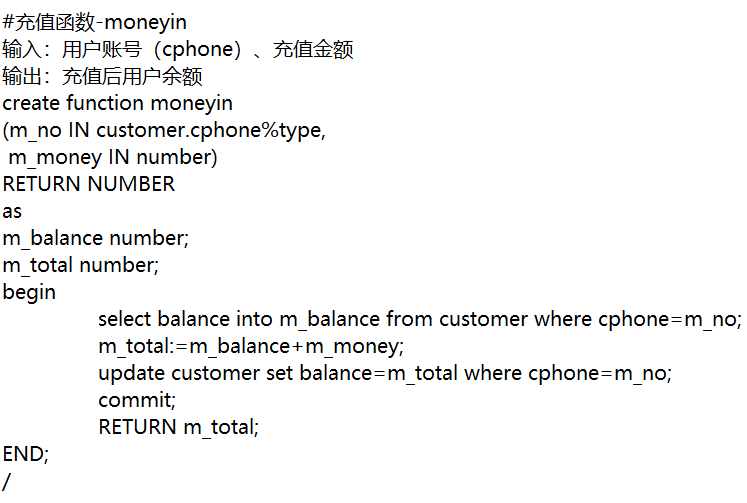 #充值函数-moneyin
输入：用户账号（cphone）、充值金额
输出：充值后用户余额
create function moneyin
(m_no IN customer.cphone%type,
 m_money IN number)
RETURN NUMBER
as
m_balance number;
m_total number;
begin
	select balance into m_balance from customer where cphone=m_no;
	m_total:=m_balance+m_money;
	update customer set balance=m_total where cphone=m_no;
	commit;
	RETURN m_total;
END;
/